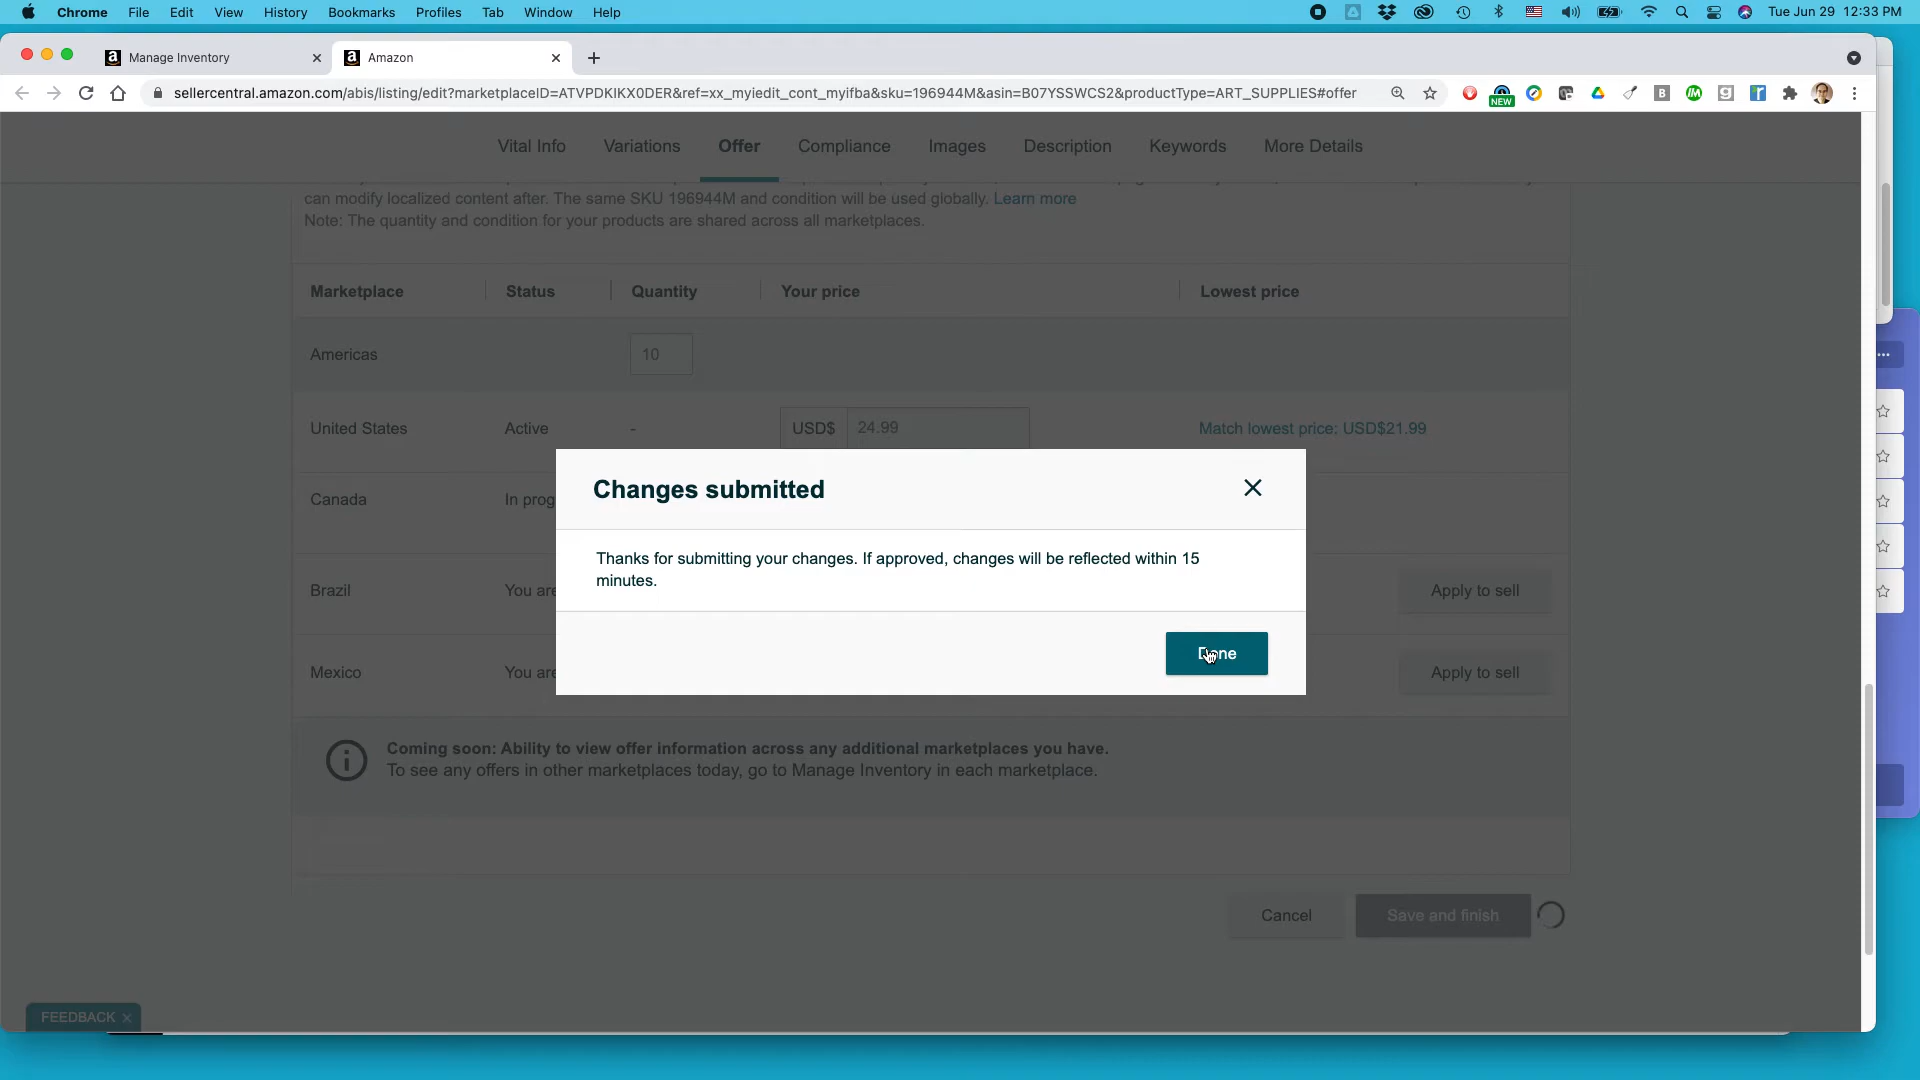 Chrome File Edit View History Bookmarks Profiles Tab Window Help Tue Jun 29 12:33 PM
Manage Inventory Amazon
sellercentral.amazon.com/abis/listing/edit?marketplaceID=ATVPDKIKX0DER&ref=xx_myiedit_cont_myifba&sku=196944M&asin=B07YSSWCS2&productType=ART_SUPPLIES#offer
NEW
Vital Info Variations Offer Compliance Images Description Keywords More Details
can modify localized content after. The same SKU 196944M and condition will be used globally. Learn more
Note: The quantity and condition for your products are shared across all marketplaces.
Marketplace Status Quantity Your price Lowest price
Americas 10
United States Active - USD$ 24.99 Match lowest price: USD$21.99
Canada In prog
Changes submitted
Thanks for submitting your changes. If approved, changes will be reflected within 15
minutes.
Done
Brazil You are Apply to sell
Mexico You are Apply to sell
Coming soon: Ability to view offer information across any additional marketplaces you have.
To see any offers in other marketplaces today, go to Manage Inventory in each marketplace.
Cancel Save and finish
FEEDBACK